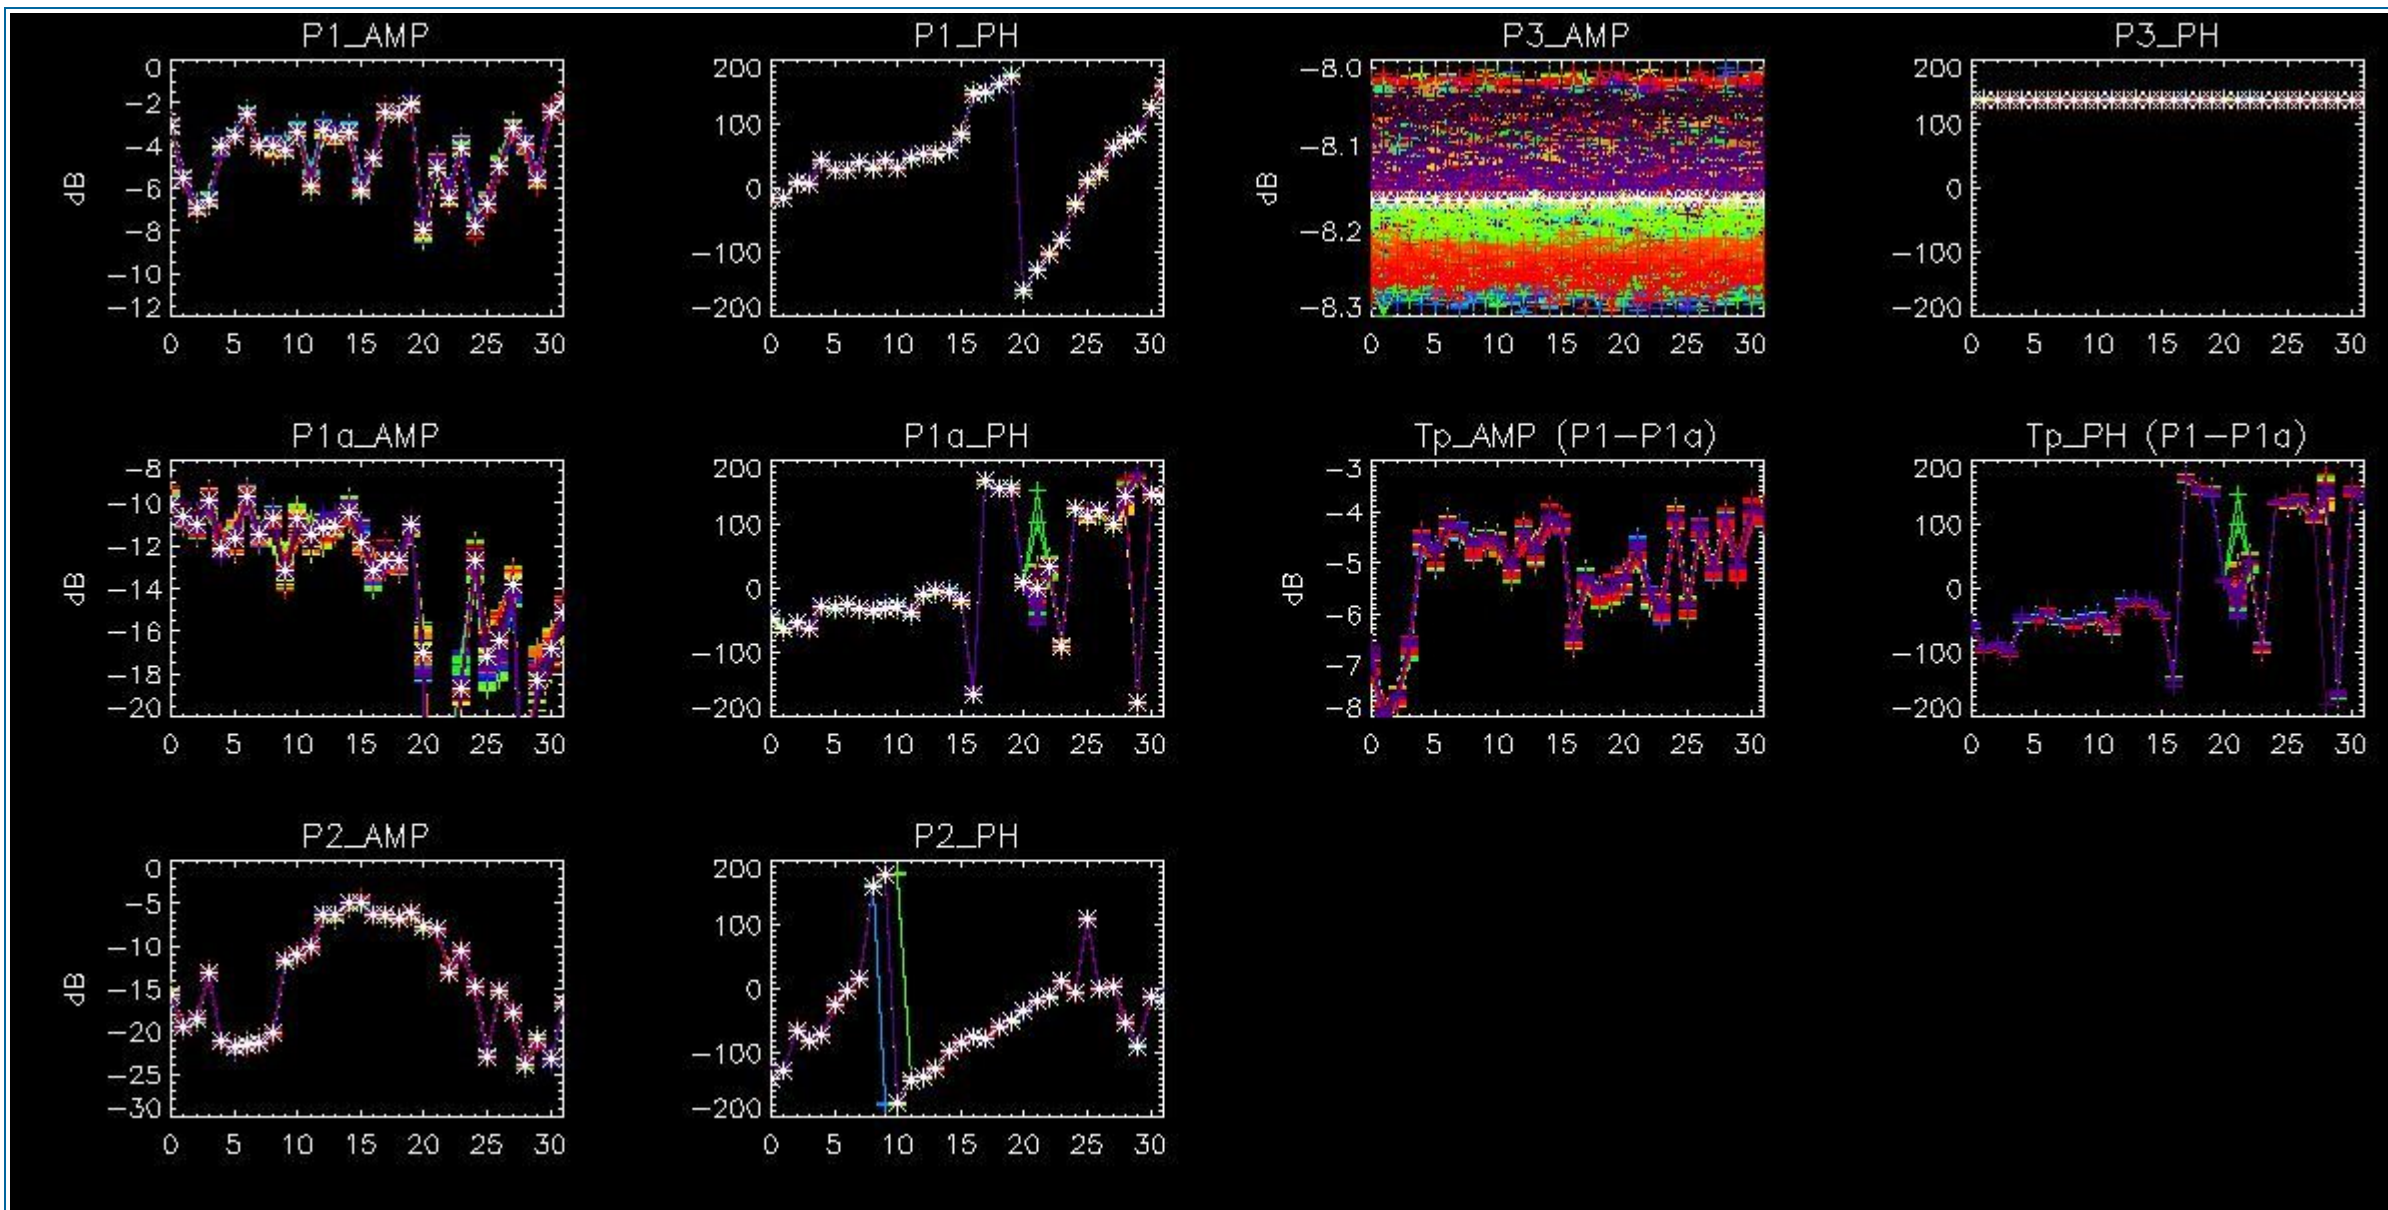 P1_AMP
0
−2
−4
−6
−8
−10
−12
dB
0 5 10 15 20 25 30
P1_PH
200
100
0
−100
−200
0 5 10 15 20 25 30
P3_AMP
−8.0
−8.1
−8.2
−8.3
dB
0 5 10 15 20 25 30
P3_PH
200
100
0
−100
−200
0 5 10 15 20 25 30
P1a_AMP
−8
−10
−12
−14
−16
−18
−20
dB
0 5 10 15 20 25 30
P1a_PH
200
100
0
−100
−200
0 5 10 15 20 25 30
Tp_AMP (P1−P1a)
−3
−4
−5
−6
−7
−8
dB
0 5 10 15 20 25 30
Tp_PH (P1−P1a)
200
100
0
−100
−200
0 5 10 15 20 25 30
P2_AMP
0
−5
−10
−15
−20
−25
−30
dB
0 5 10 15 20 25 30
P2_PH
200
100
0
−100
−200
0 5 10 15 20 25 30